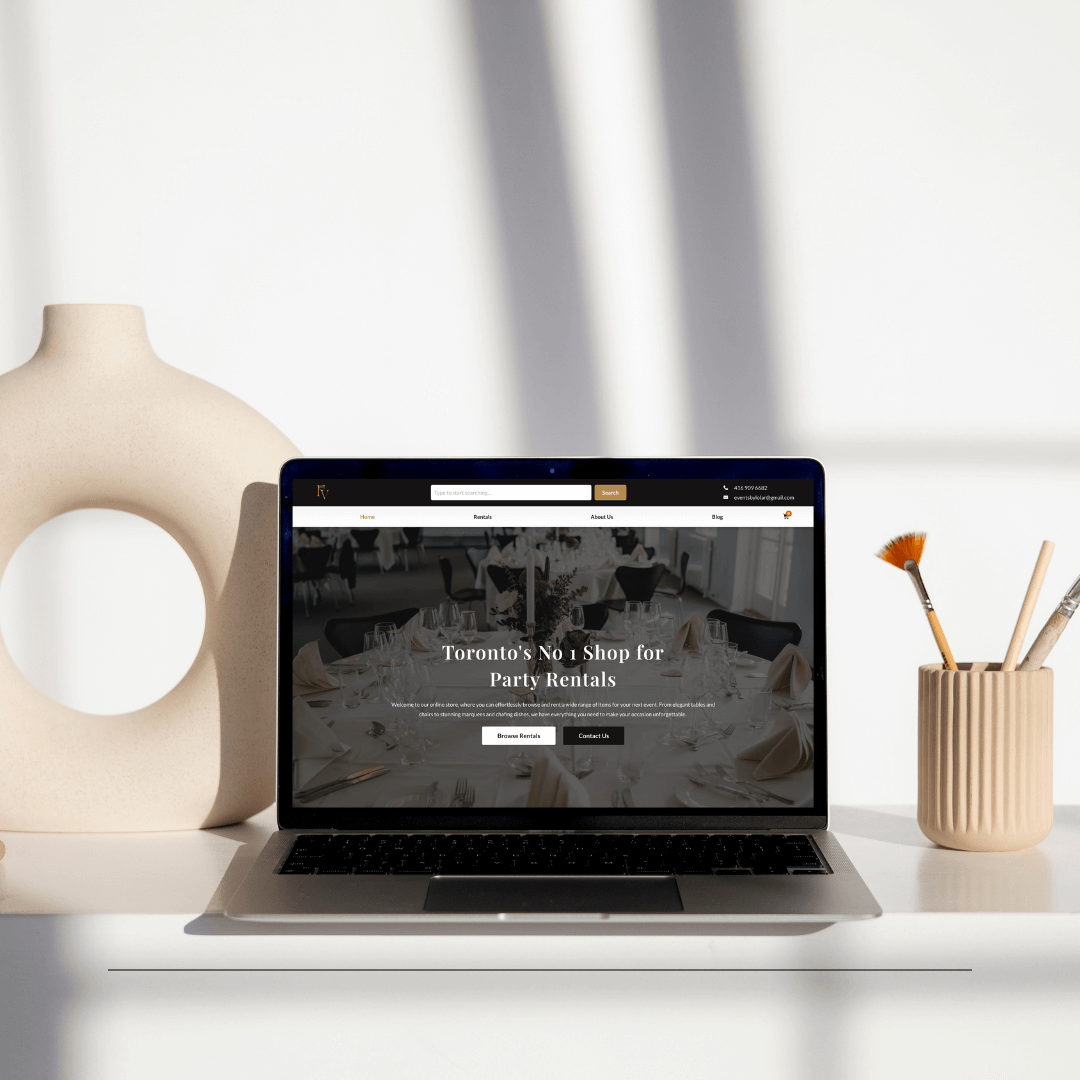 Type to start searching...
Search
416 909 6682
eventsbylolar@gmail.com
Home
Rentals
About Us
Blog
Toronto's No 1 Shop for
Party Rentals
Welcome to our online store, where you can effortlessly browse and rent a wide range of items for your next event. From elegant tables and
chairs to stunning marquees and chafing dishes, we have everything you need to make your occasion unforgettable.
Browse Rentals
Contact Us